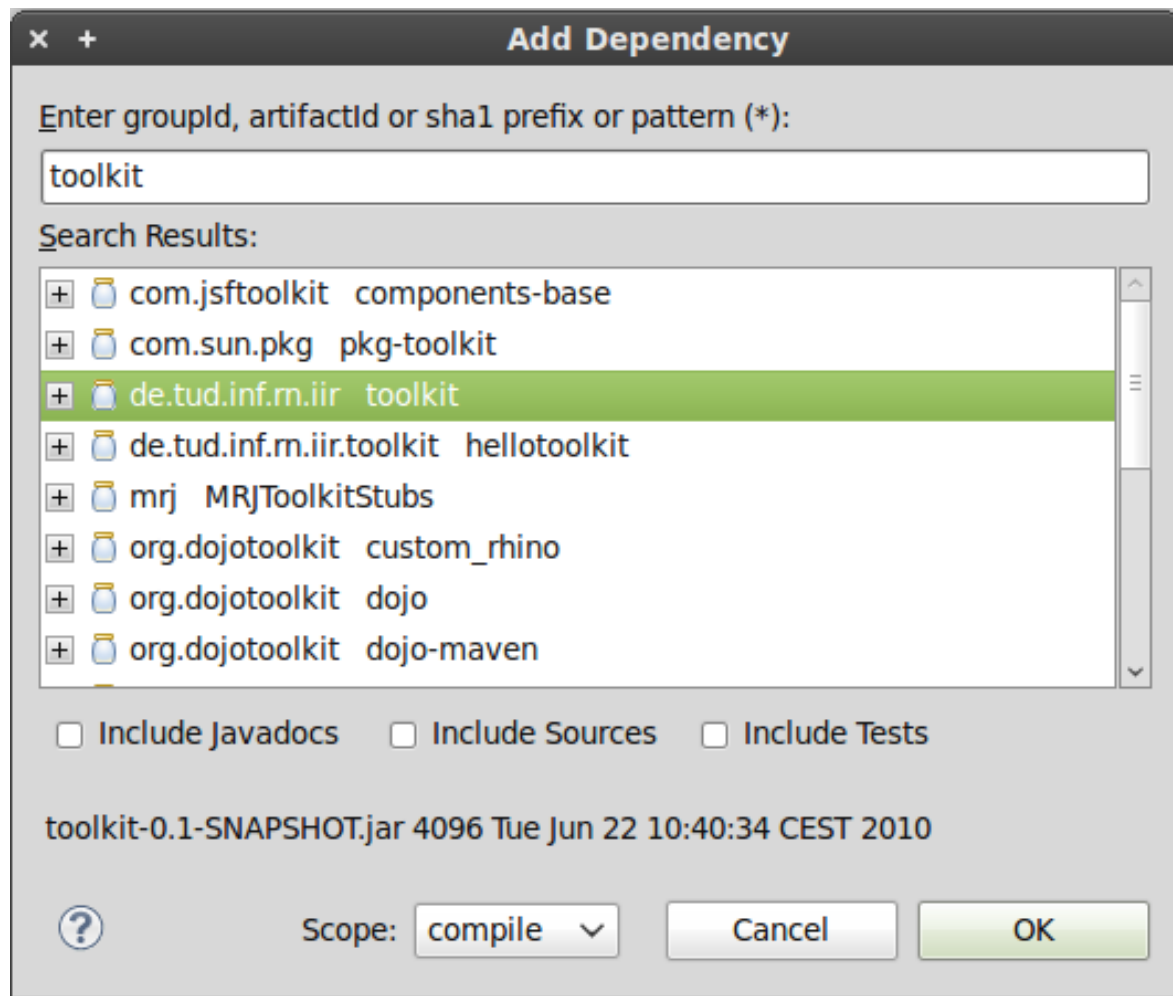 Add Dependency
Enter groupId, artifactId or sha1 prefix or pattern (*):
toolkit
Search Results:
com.jsftoolkit components-base
com.sun.pkg pkg-toolkit
de.tud.inf.rn.iir toolkit
de.tud.inf.rn.iir.toolkit hellotoolkit
mrj MRJToolkitStubs
org.dojotoolkit custom_rhino
org.dojotoolkit dojo
org.dojotoolkit dojo-maven
Include Javadocs Include Sources Include Tests
toolkit-0.1-SNAPSHOT.jar 4096 Tue Jun 22 10:40:34 CEST 2010
? Scope: compile Cancel OK